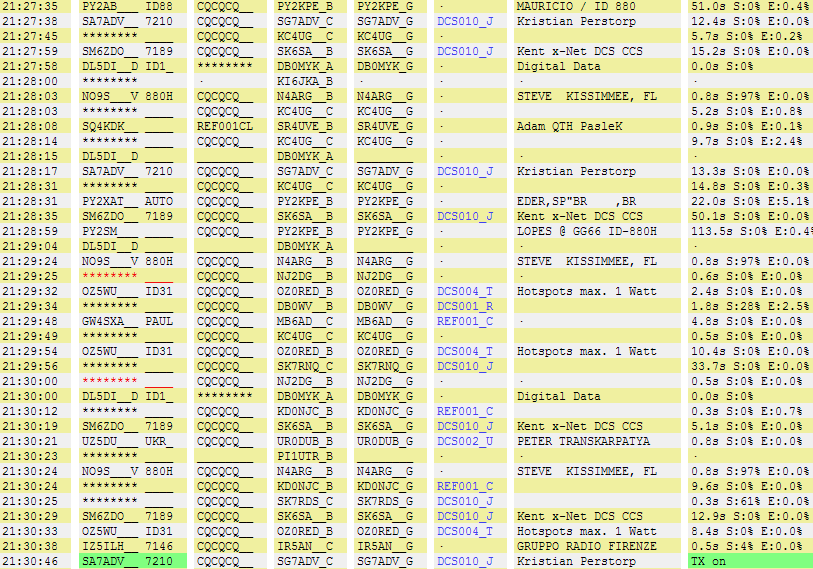 21:27:35 PY2AB___ ID88 CQCQCQ__ PY2KPE_B PY2KPE_G · MAURICIO / ID 880 51.0s S:0% E:0.4%
21:27:38 SA7ADV__ 7210 CQCQCQ__ SG7ADV_C SG7ADV_G DCS010_J Kristian Perstorp 12.4s S:0% E:0.0%
21:27:45 ******** ____ CQCQCQ__ KC4UG__C KC4UG__G · 5.7s S:0% E:0.2%
21:27:59 SM6ZDO__ 7189 CQCQCQ__ SK6SA__B SK6SA__G DCS010_J Kent x-Net DCS CCS 15.2s S:0% E:0.0%
21:27:58 DL5DI__D ID1_ ******** DB0MYK_A DB0MYK_G · Digital Data 0.0s S:0%
21:28:00 ******** · KI6JKA_B · ·
21:28:03 NO9S___V 880H CQCQCQ__ N4ARG__B N4ARG__G · STEVE KISSIMMEE, FL 0.8s S:97% E:0.0%
21:28:03 ******** ____ CQCQCQ__ KC4UG__C KC4UG__G · 5.2s S:0% E:0.8%
21:28:08 SQ4KDK__ ____ REF001CL SR4UVE_B SR4UVE_G · Adam QTH PasleK 0.9s S:0% E:0.1%
21:28:14 ******** ____ CQCQCQ__ KC4UG__C KC4UG__G · 9.7s S:0% E:2.4%
21:28:15 DL5DI__D ____ ________ DB0MYK_A ________ · · ·
21:28:17 SA7ADV__ 7210 CQCQCQ__ SG7ADV_C SG7ADV_G DCS010_J Kristian Perstorp 13.3s S:0% E:0.0%
21:28:31 ******** ____ CQCQCQ__ KC4UG__C KC4UG__G · 14.8s S:0% E:0.3%
21:28:31 PY2XAT__ AUTO CQCQCQ__ PY2KPE_B PY2KPE_G · EDER,SP"BR ,BR 22.0s S:0% E:5.1%
21:28:35 SM6ZDO__ 7189 CQCQCQ__ SK6SA__B SK6SA__G DCS010_J Kent x-Net DCS CCS 50.1s S:0% E:0.0%
21:28:59 PY2SM___ ____ CQCQCQ__ PY2KPE_B PY2KPE_G · LOPES @ GG66 ID-880H 113.5s S:0% E:0.4%
21:29:04 DL5DI__D ____ ________ DB0MYK_A ________ · · ·
21:29:24 NO9S___V 880H CQCQCQ__ N4ARG__B N4ARG__G · STEVE KISSIMMEE, FL 0.8s S:97% E:0.0%
21:29:25 ******** ____ CQCQCQ__ NJ2DG__B NJ2DG__G · · 0.6s S:0% E:0.0%
21:29:32 OZ5WU___ ID31 CQCQCQ__ OZ0RED_B OZ0RED_G DCS004_T Hotspots max. 1 Watt 2.4s S:0% E:0.0%
21:29:34 ******** ____ CQCQCQ__ DB0WV__B DB0WV__G DCS001_R 1.8s S:28% E:2.5%
21:29:48 GW4SXA__ PAUL CQCQCQ__ MB6AD__C MB6AD__G REF001_C · 4.8s S:0% E:0.0%
21:29:49 ******** ____ CQCQCQ__ KC4UG__C KC4UG__G · 0.5s S:0% E:0.0%
21:29:54 OZ5WU___ ID31 CQCQCQ__ OZ0RED_B OZ0RED_G DCS004_T Hotspots max. 1 Watt 10.4s S:0% E:0.0%
21:29:56 ******** ____ CQCQCQ__ SK7RNQ_C SK7RNQ_G DCS010_J 33.7s S:0% E:0.0%
21:30:00 ******** ____ CQCQCQ__ NJ2DG__B NJ2DG__G · · 0.5s S:0% E:0.0%
21:30:00 DL5DI__D ID1_ ******** DB0MYK_A DB0MYK_G · Digital Data 0.0s S:0%
21:30:12 ******** ____ CQCQCQ__ KD0NJC_B KD0NJC_G REF001_C 0.3s S:0% E:0.7%
21:30:19 SM6ZDO__ 7189 CQCQCQ__ SK6SA__B SK6SA__G DCS010_J Kent x-Net DCS CCS 5.1s S:0% E:0.0%
21:30:21 UZ5DU___ UKR_ CQCQCQ__ UR0DUB_B UR0DUB_G DCS002_U PETER TRANSKARPATYA 0.8s S:0% E:0.0%
21:30:23 ******** ____ ________ PI1UTR_B ________ · · ·
21:30:24 NO9S___V 880H CQCQCQ__ N4ARG__B N4ARG__G · STEVE KISSIMMEE, FL 0.8s S:97% E:0.0%
21:30:24 ******** ____ CQCQCQ__ KD0NJC_B KD0NJC_G REF001_C 9.6s S:0% E:0.0%
21:30:25 ******** ____ CQCQCQ__ SK7RDS_C SK7RDS_G DCS010_J 0.3s S:61% E:0.0%
21:30:29 SM6ZDO__ 7189 CQCQCQ__ SK6SA__B SK6SA__G DCS010_J Kent x-Net DCS CCS 12.9s S:0% E:0.0%
21:30:33 OZ5WU___ ID31 CQCQCQ__ OZ0RED_B OZ0RED_G DCS004_T Hotspots max. 1 Watt 8.4s S:0% E:0.0%
21:30:38 IZ5ILH__ 7146 CQCQCQ__ IR5AN__C IR5AN__G · GRUPPO RADIO FIRENZE 0.5s S:4% E:0.0%
21:30:46 SA7ADV__ 7210 CQCQCQ__ SG7ADV_C SG7ADV_G DCS010_J Kristian Perstorp TX on